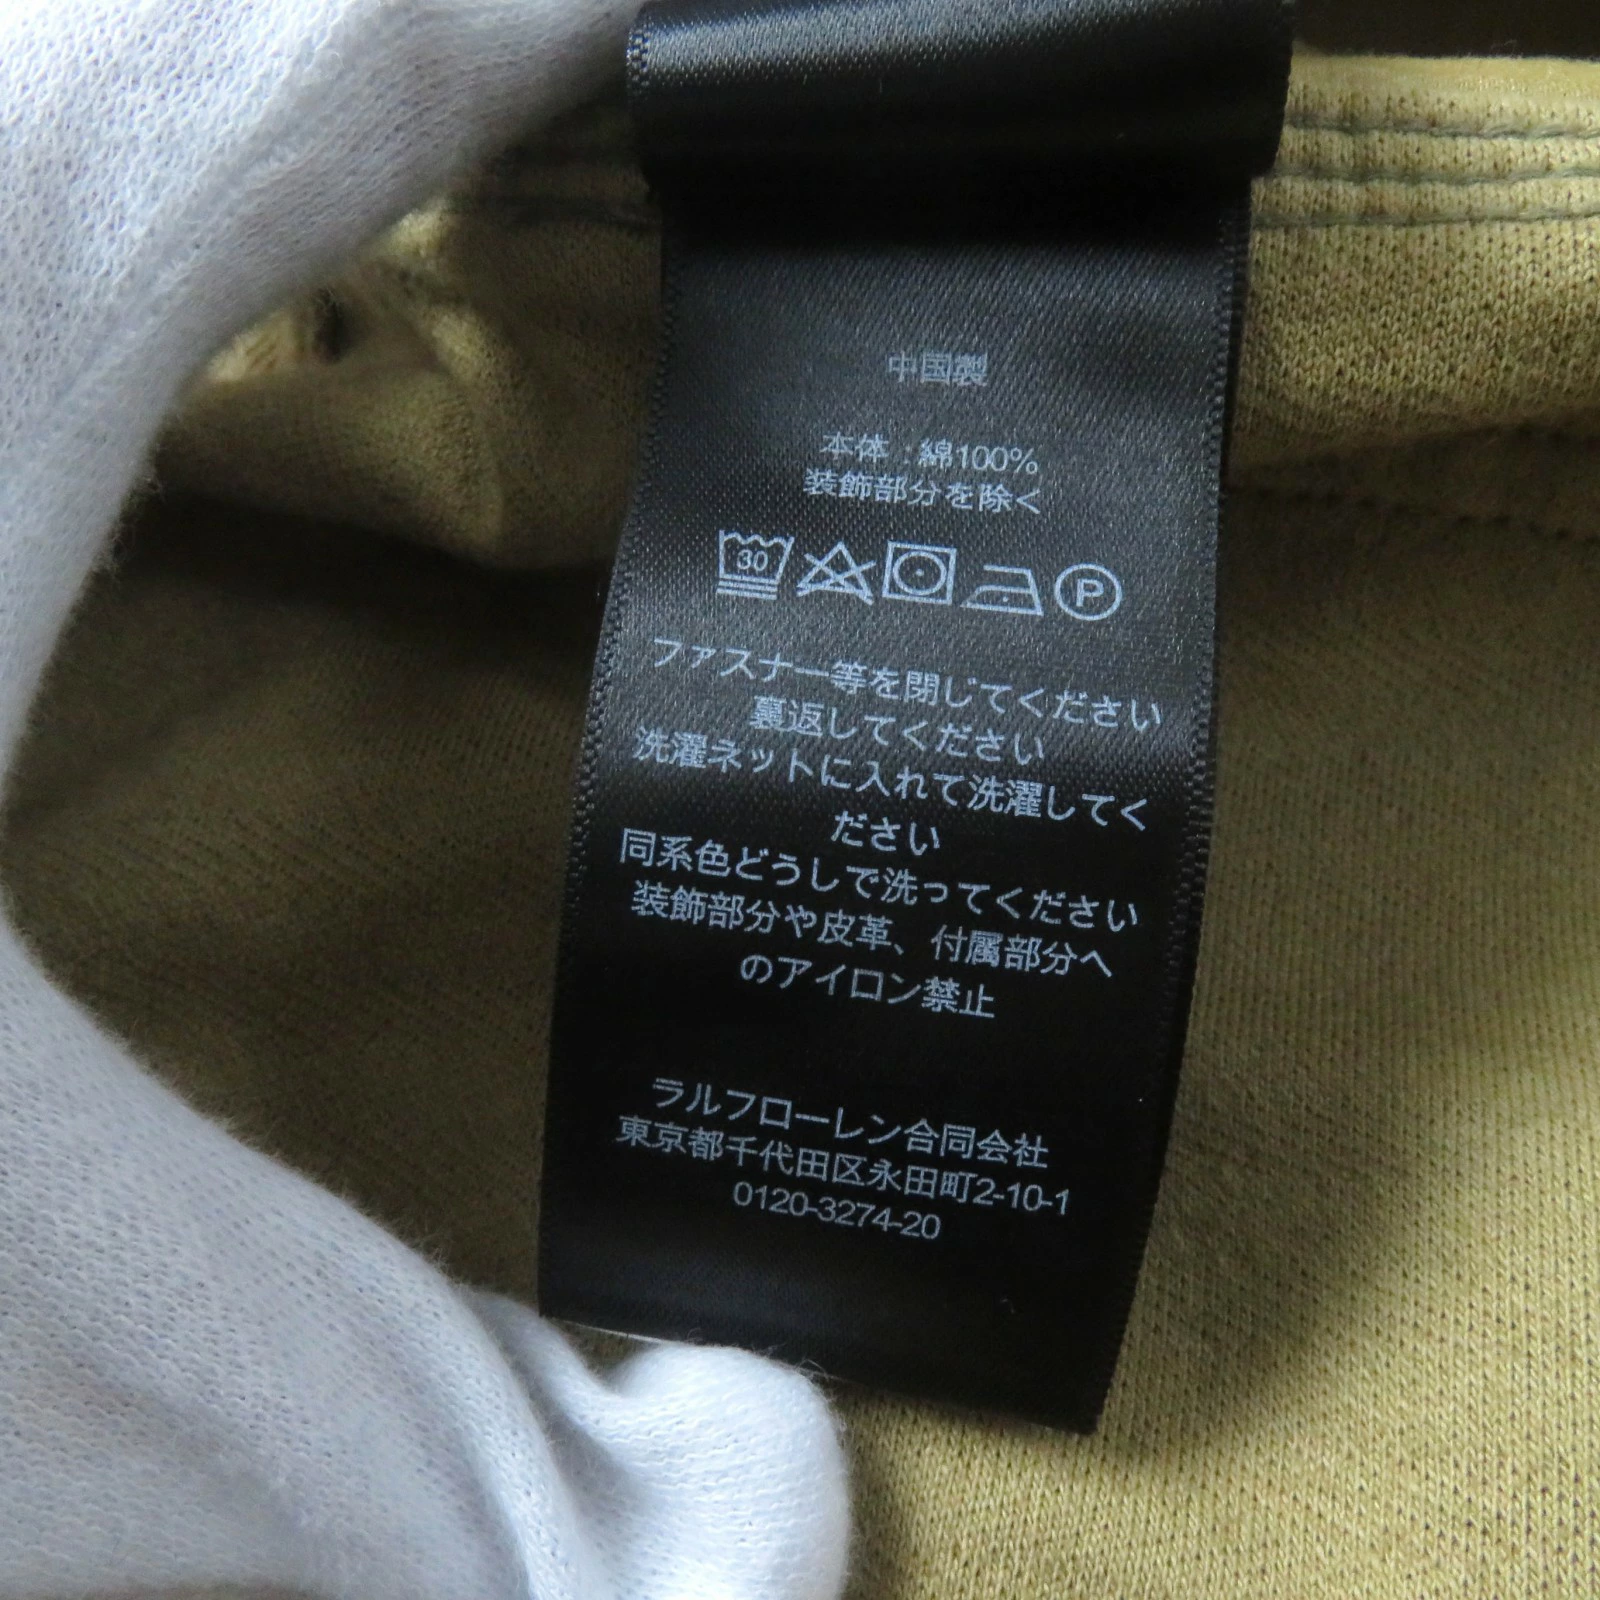 中国製
本体:綿100%
装飾部分を除く
30 P
ファスナー等を閉じてください
裏返してください
洗濯ネットに入れて洗濯してく
ださい
同系色どうしで洗ってください
装飾部分や皮革、付属部分へ
のアイロン禁止
ラルフローレン合同会社
東京都千代田区永田町2-10-1
0120-3274-20